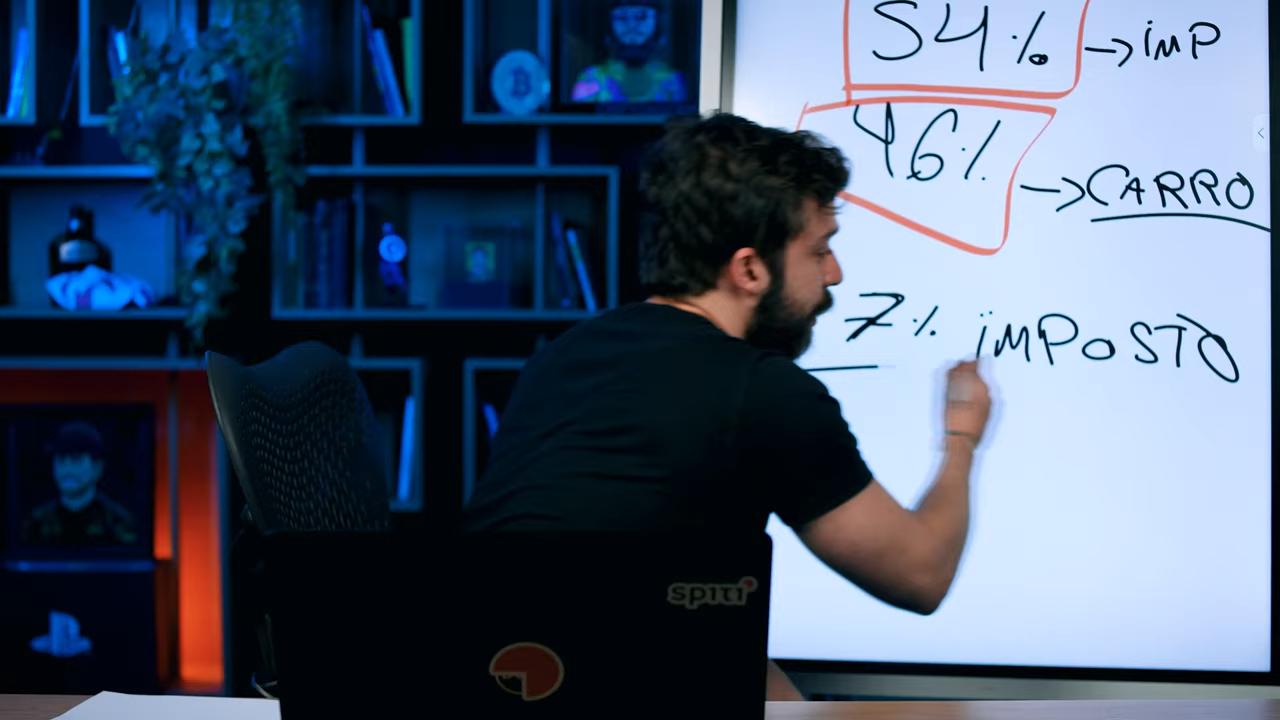 54% → iMP
46% → CARRO
7% iMPOSTO
spiti